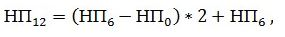 НП₁₂ = (НП₆ − НП₀) * 2 + НП₆ ,